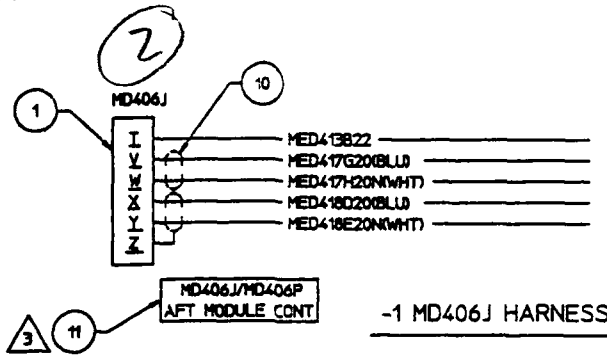 2
MD406J
10
1
I MED413B22
V MED417G20(BLU)
W MED417H20N(WHT)
X MED418D20(BLU)
Y MED418E20N(WHT)
Z
MD406J/MD406P
AFT MODULE CONT
3 11
-1 MD406J HARNESS